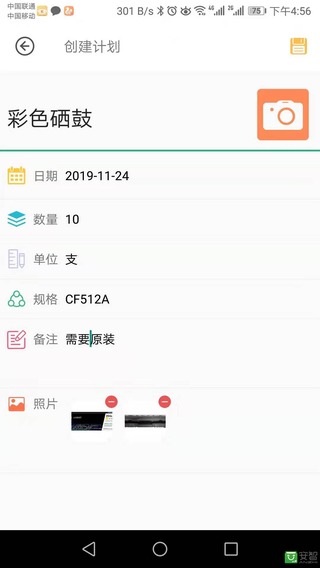 中国联通
中国移动
301 B/s 4G 2G 75 下午4:56
创建计划
彩色硒鼓
日期 2019-11-24
数量 10
单位 支
规格 CF512A
备注 需要原装
照片
安智